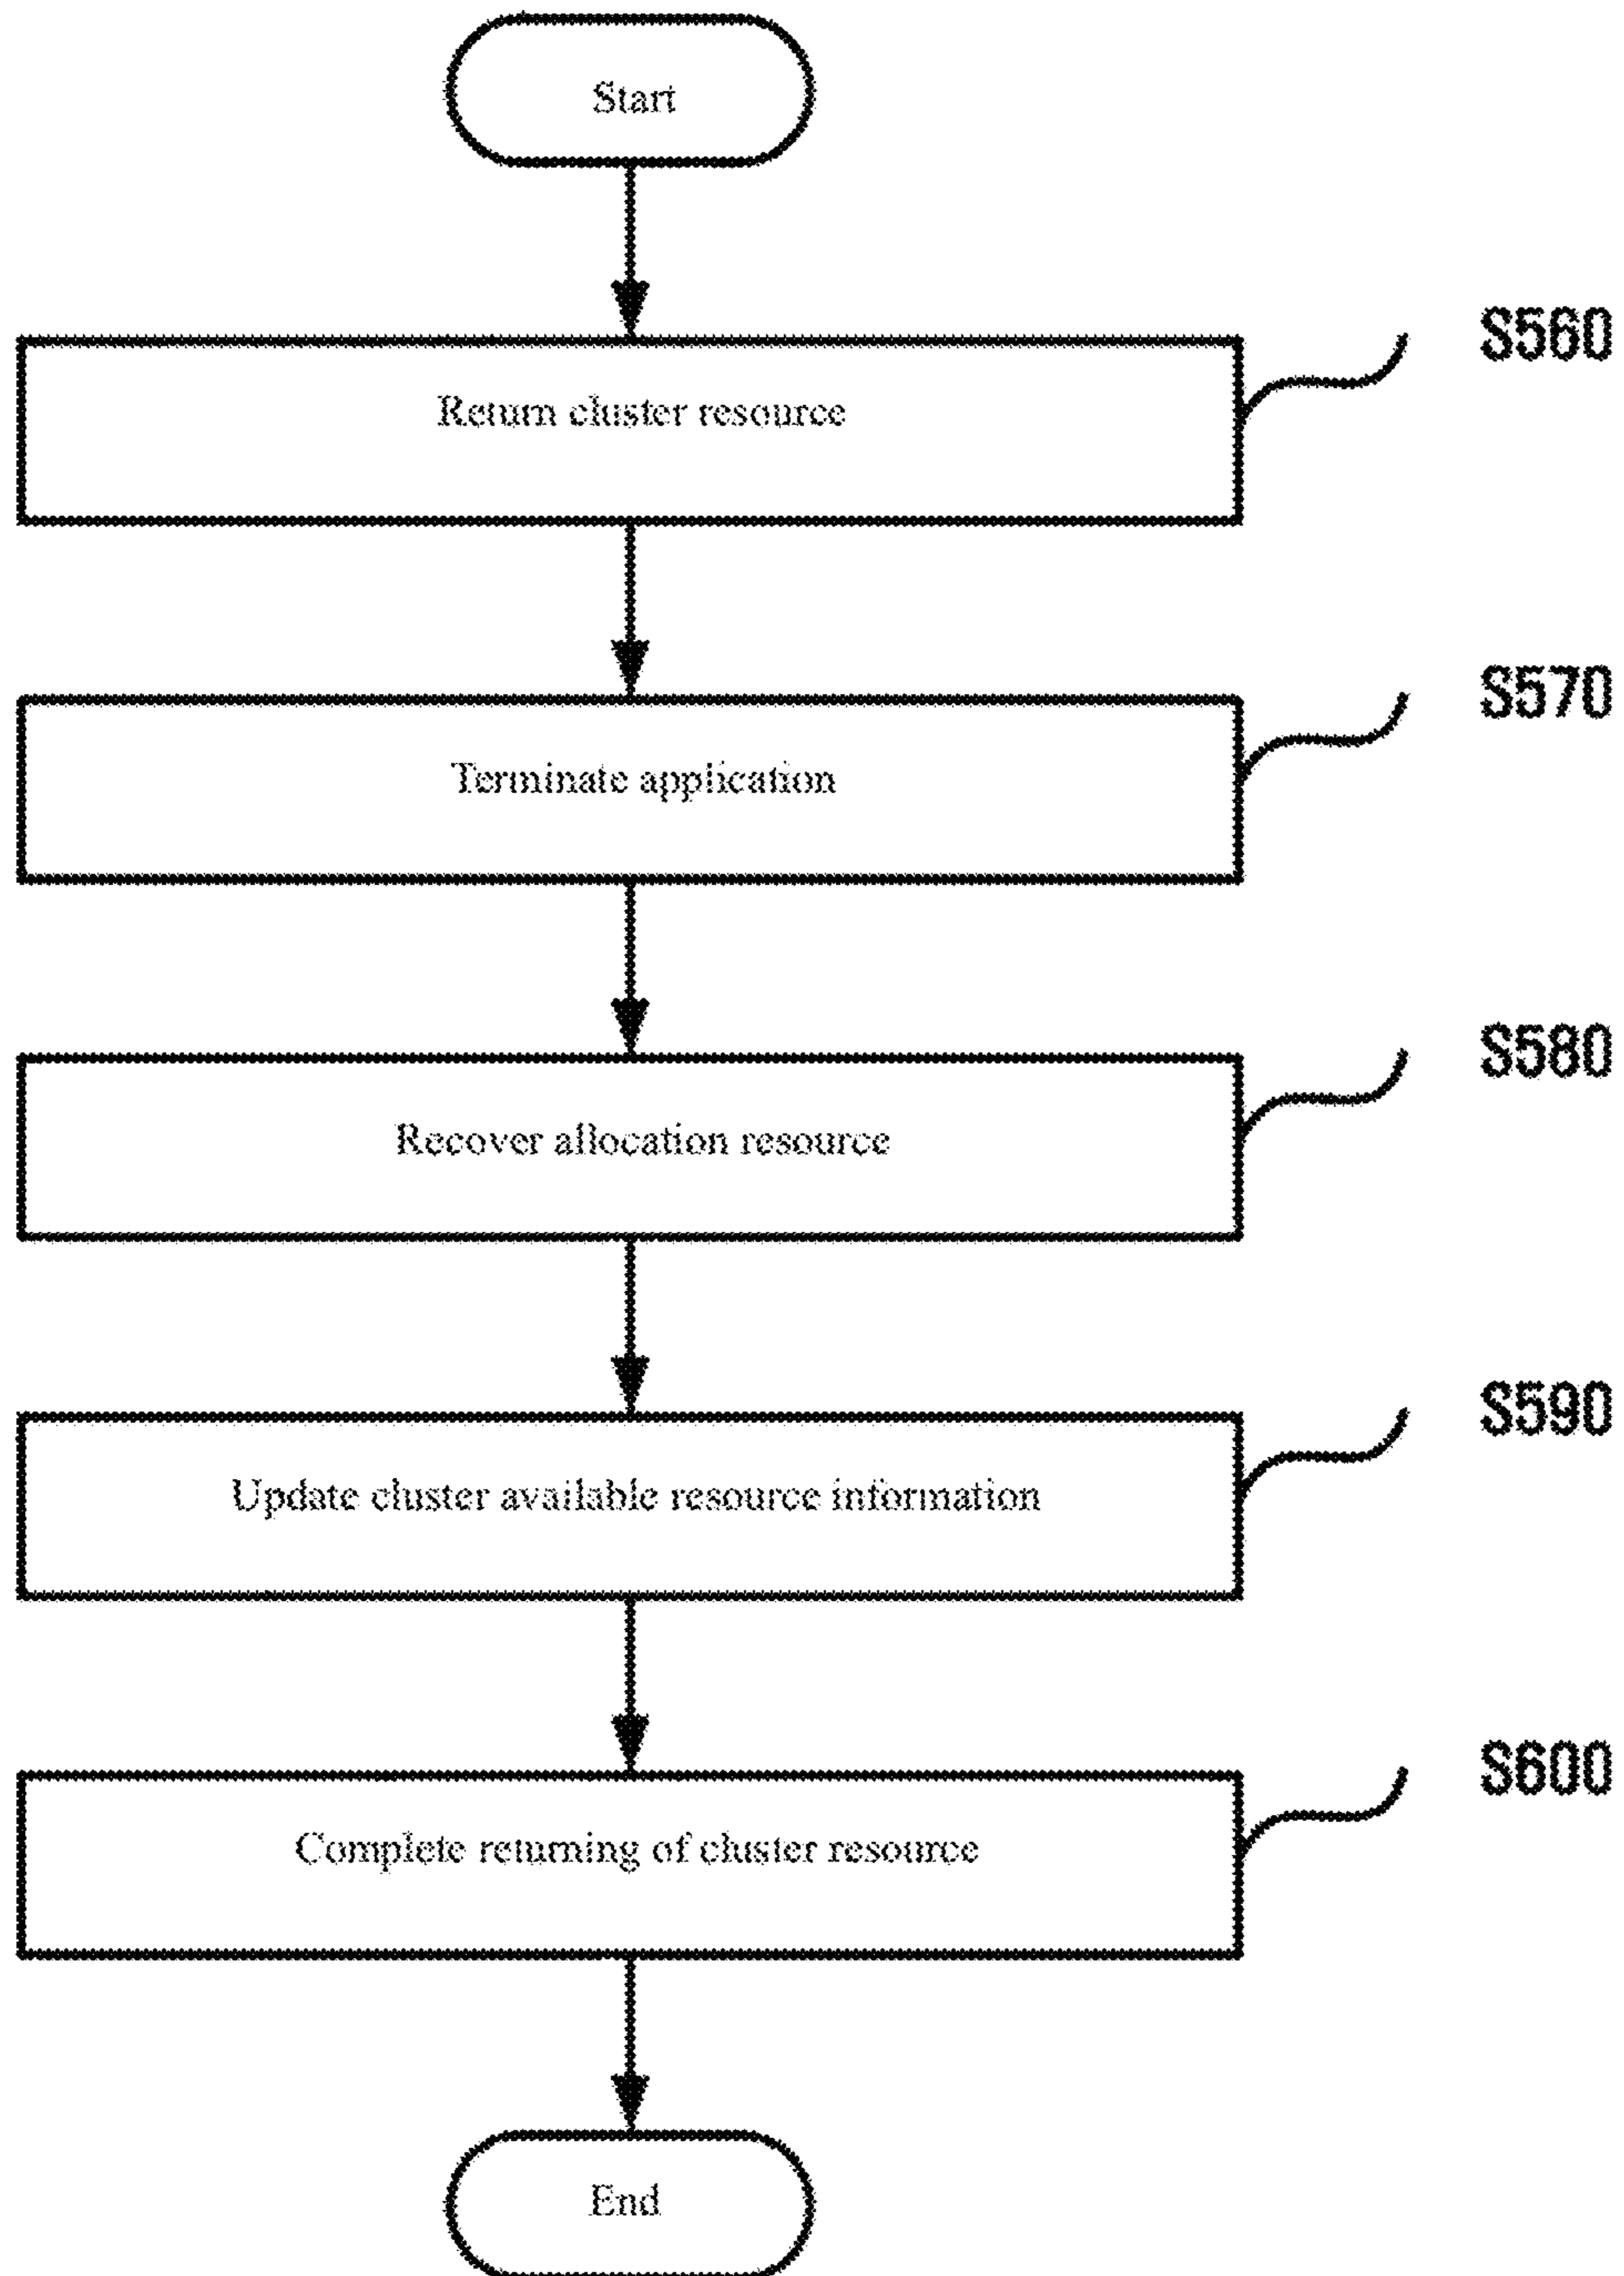 Start
S560
Return cluster resource
S570
Terminate application
S580
Recover allocation resource
S590
Update cluster available resource information
S600
Complete returning of cluster resource
End